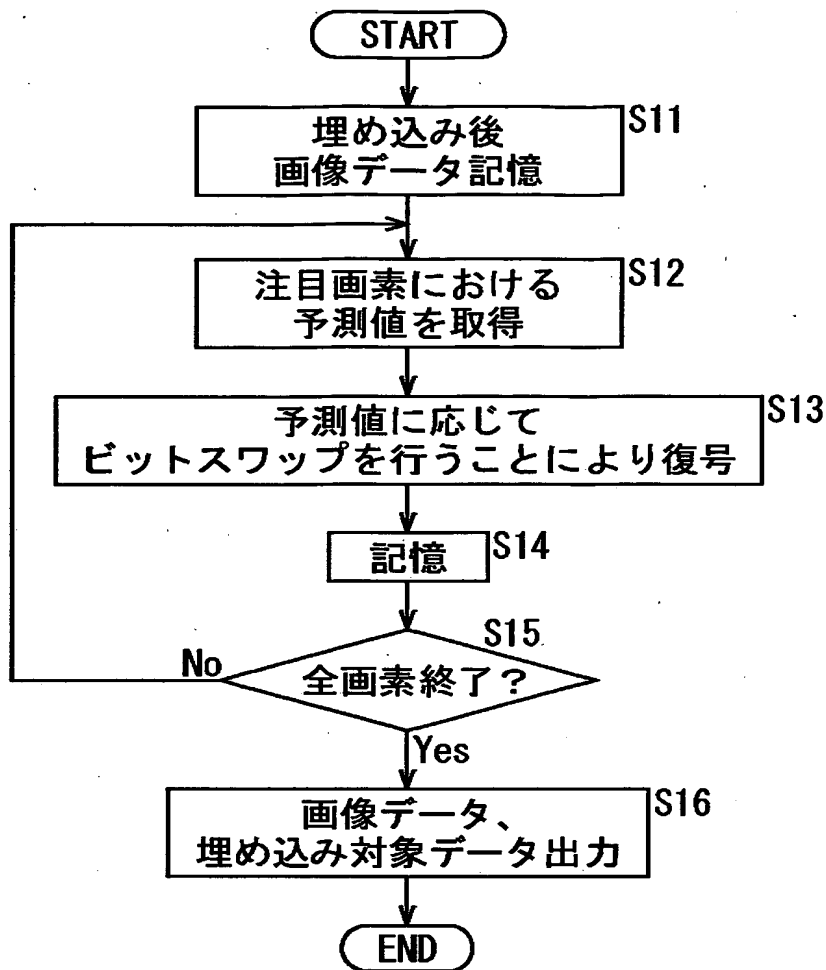 START
S11
埋め込み後
画像データ記憶
S12
注目画素における
予測値を取得
S13
予測値に応じて
ビットスワップを行うことにより復号
S14
記憶
S15
No
全画素終了?
Yes
S16
画像データ、
埋め込み対象データ出力
END